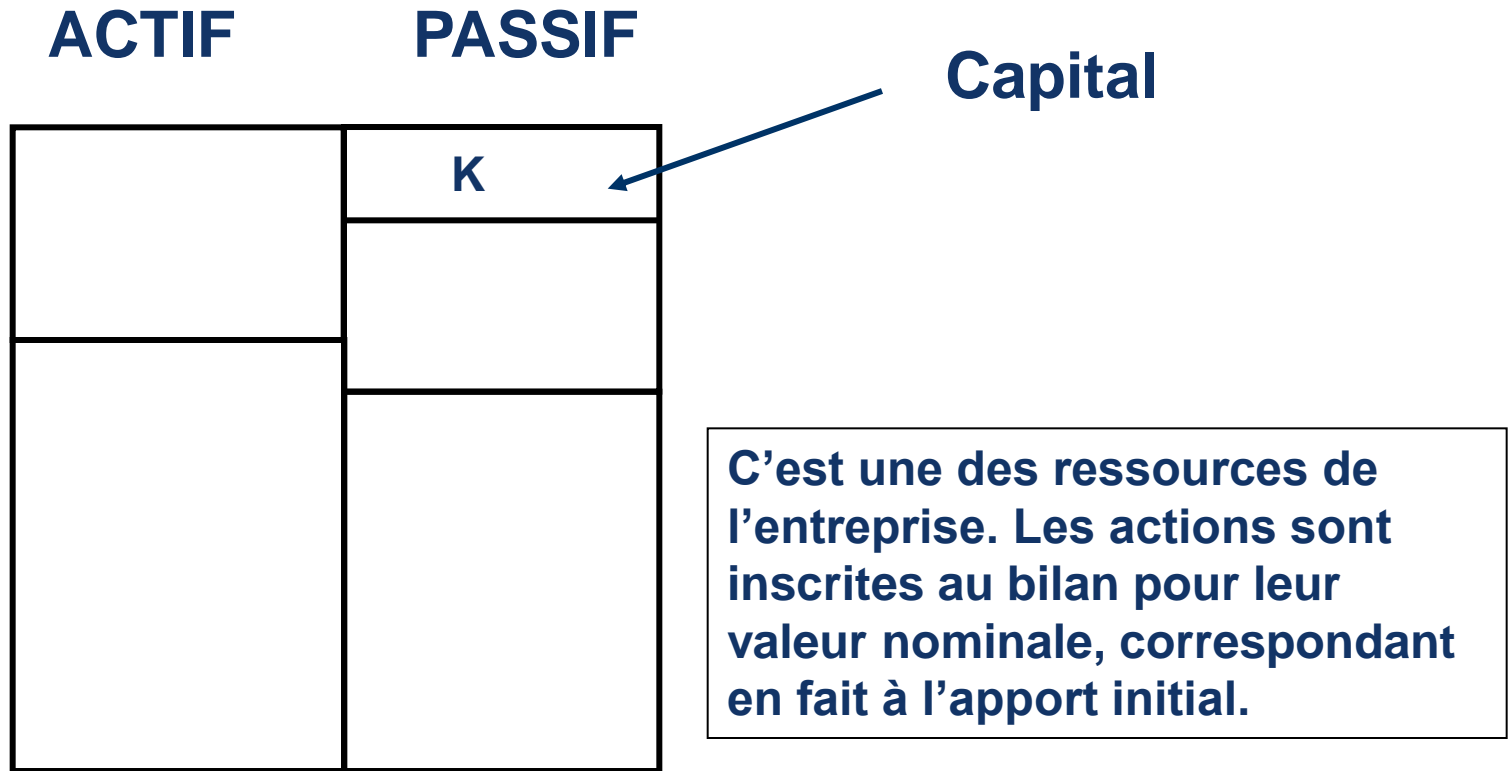 ACTIF PASSIF
Capital
K
C’est une des ressources de
l’entreprise. Les actions sont
inscrites au bilan pour leur
valeur nominale, correspondant
en fait à l’apport initial.